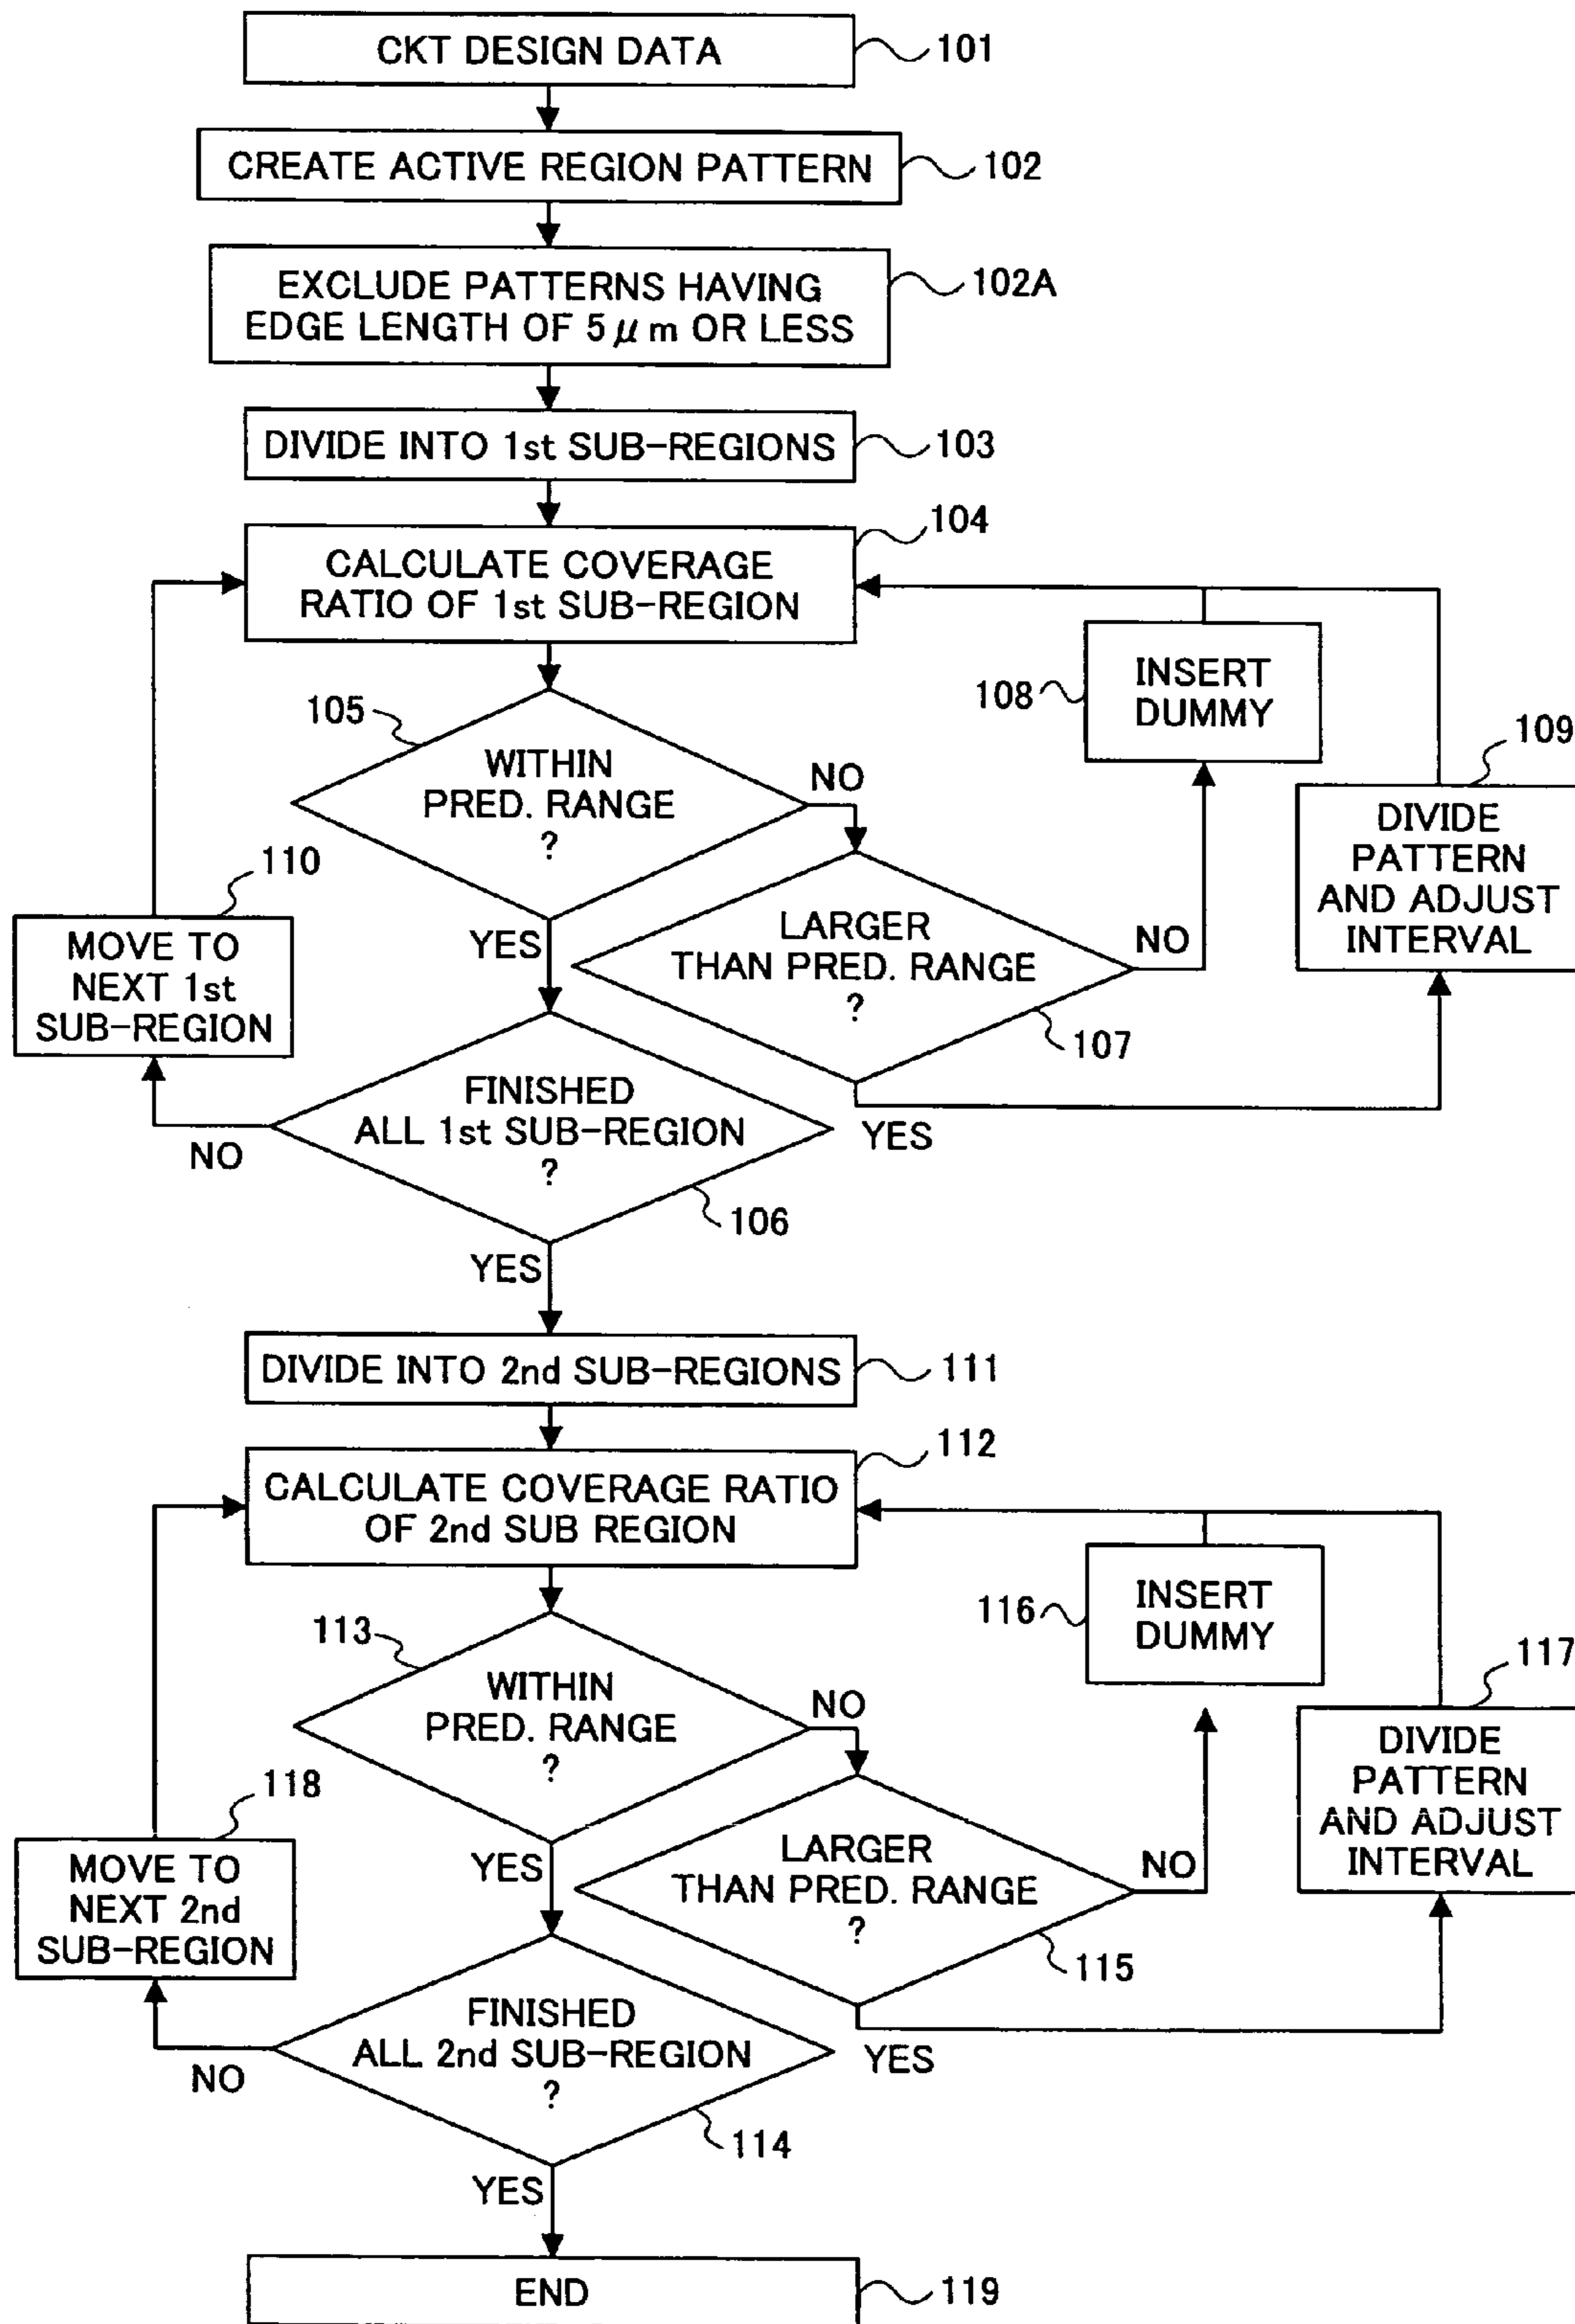 CKT DESIGN DATA
101
CREATE ACTIVE REGION PATTERN
102
EXCLUDE PATTERNS HAVING
EDGE LENGTH OF 5 μm OR LESS
102A
DIVIDE INTO 1st SUB-REGIONS
103
104
CALCULATE COVERAGE
RATIO OF 1st SUB-REGION
105
WITHIN
PRED. RANGE
?
NO
YES
108
INSERT
DUMMY
109
DIVIDE
PATTERN
AND ADJUST
INTERVAL
110
MOVE TO
NEXT 1st
SUB-REGION
LARGER
THAN PRED. RANGE
?
NO
107
YES
FINISHED
ALL 1st SUB-REGION
?
NO
106
YES
DIVIDE INTO 2nd SUB-REGIONS
111
112
CALCULATE COVERAGE RATIO
OF 2nd SUB REGION
113
WITHIN
PRED. RANGE
?
NO
YES
116
INSERT
DUMMY
117
DIVIDE
PATTERN
AND ADJUST
INTERVAL
118
MOVE TO
NEXT 2nd
SUB-REGION
LARGER
THAN PRED. RANGE
?
NO
115
YES
FINISHED
ALL 2nd SUB-REGION
?
NO
114
YES
END
119